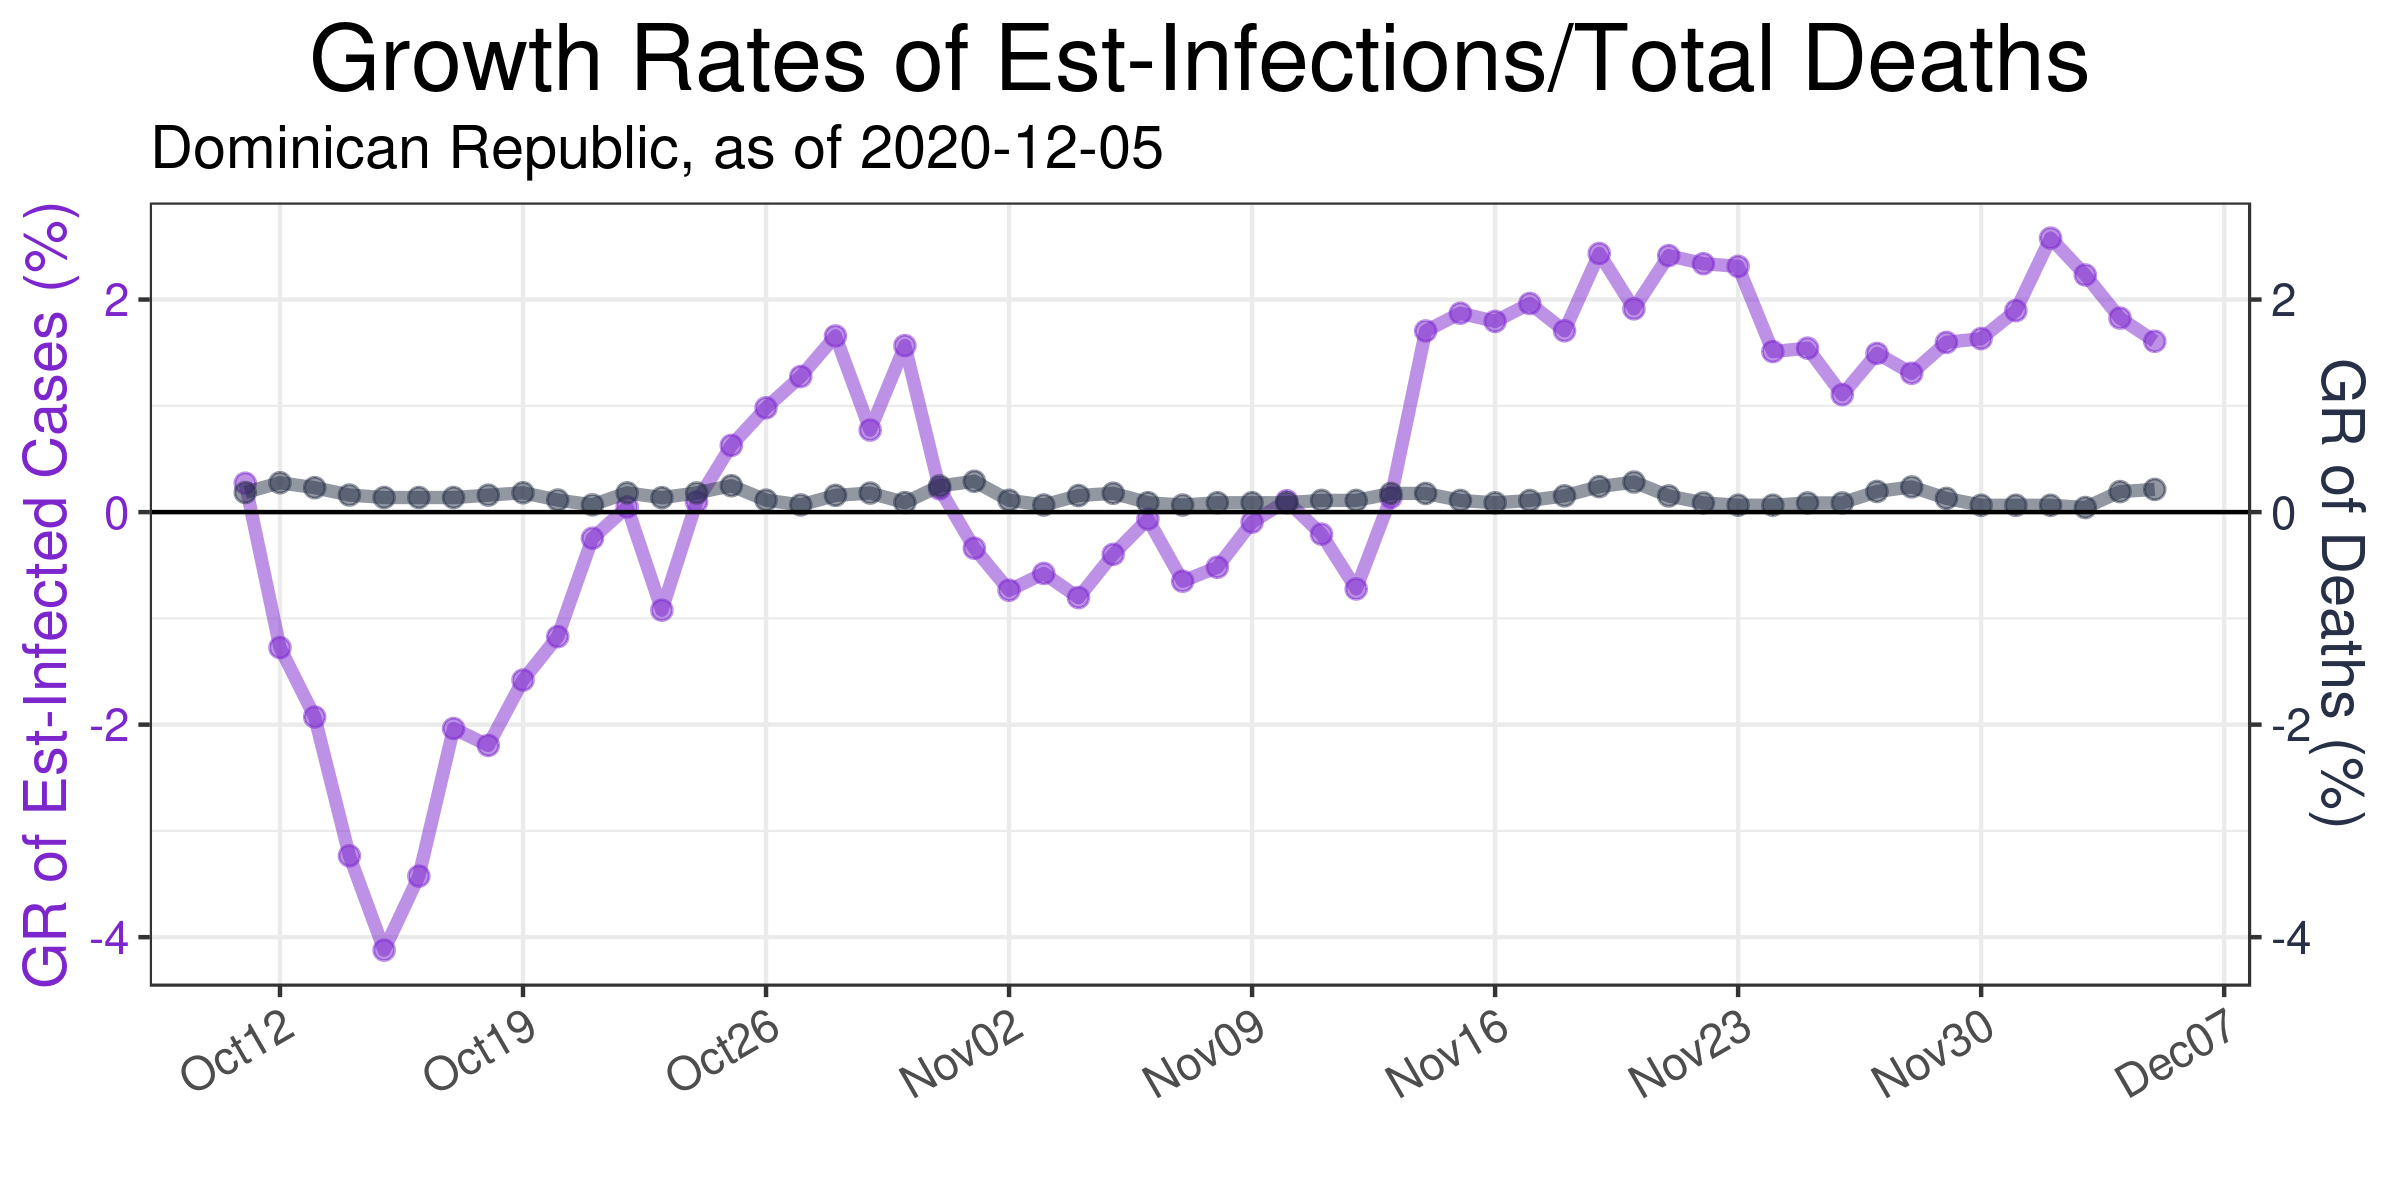 Growth Rates of Est-Infections/Total Deaths
Dominican Republic, as of 2020-12-05
GR of Est-Infected Cases (%)
2
0
-2
-4
2
0
-2
-4
GR of Deaths (%)
Oct12
Oct19
Oct26
Nov02
Nov09
Nov16
Nov23
Nov30
Dec07